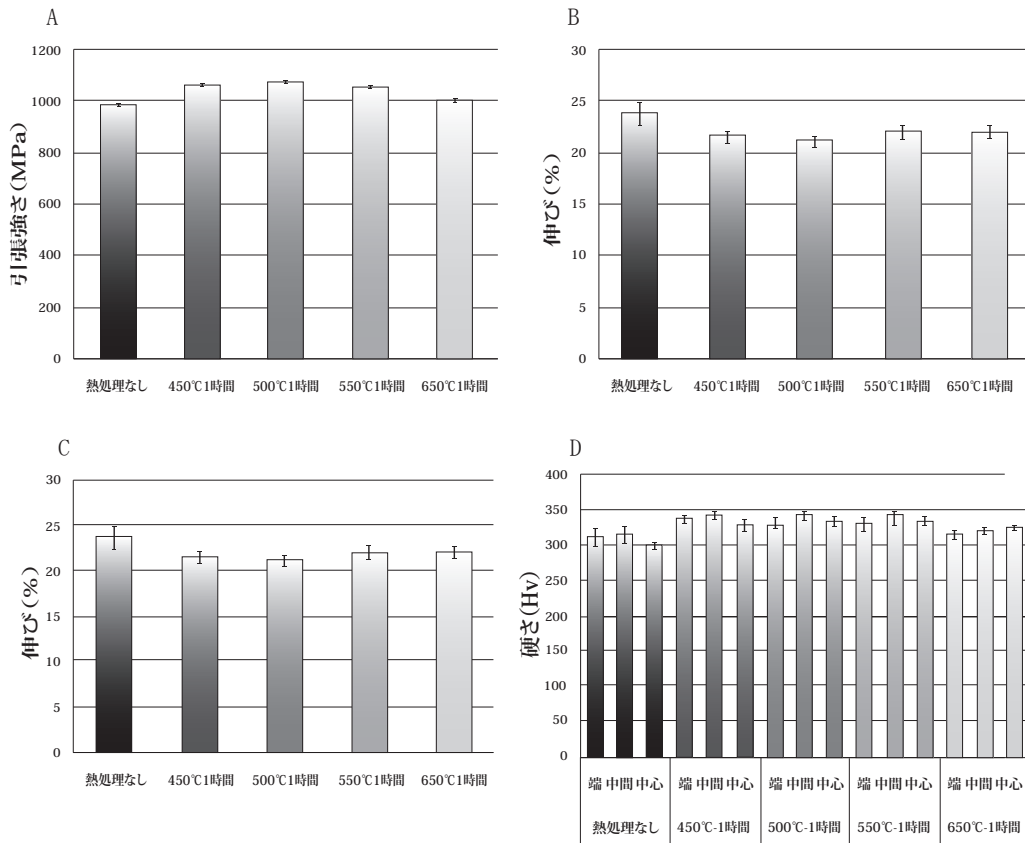 A
引張強さ(MPa)
1200
1000
800
600
400
200
0
熱処理なし 450℃1時間 500℃1時間 550℃1時間 650℃1時間
B
伸び(%)
30
25
20
15
10
5
0
熱処理なし 450℃1時間 500℃1時間 550℃1時間 650℃1時間
C
伸び(%)
30
25
20
15
10
5
0
熱処理なし 450℃1時間 500℃1時間 550℃1時間 650℃1時間
D
硬さ(Hv)
400
350
300
250
200
150
100
50
0
端 中間 中心 端 中間 中心 端 中間 中心 端 中間 中心 端 中間 中心
熱処理なし 450℃-1時間 500℃-1時間 550℃-1時間 650℃-1時間